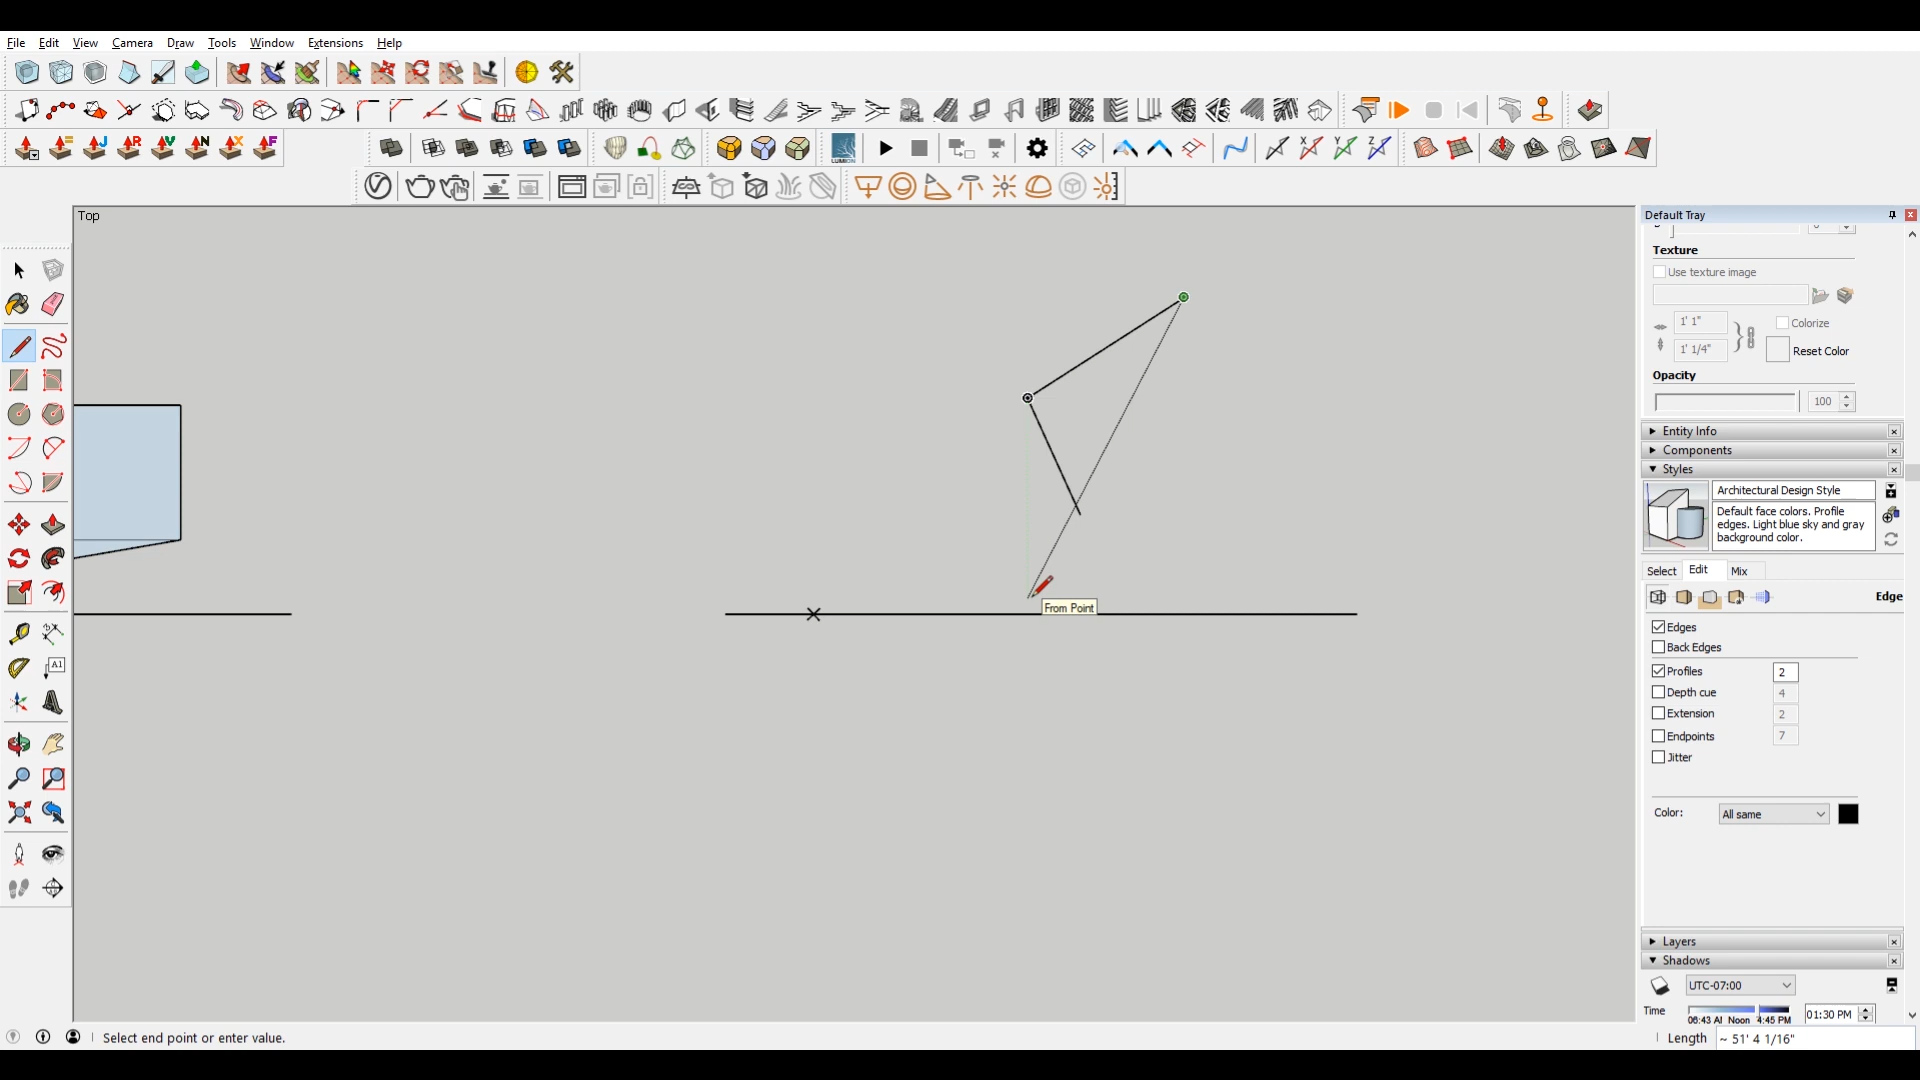 File Edit View Camera Draw Tools Window Extensions Help
J R V N X F
LUMION
X Y Z
Top
Default Tray
Texture
Use texture image
1' 1"
Colorize
1' 1/4"
Reset Color
Opacity
100
Entity Info
Components
Styles
Architectural Design Style
Default face colors. Profile
edges. Light blue sky and gray
background color.
Select Edit Mix
Edge
Edges
Back Edges
Profiles 2
Depth cue 4
Extension 2
Endpoints 7
Jitter
Color: All same
Layers
Shadows
UTC-07:00
Time 06:43 AI Noon 4:45 PM 01:30 PM
A1
From Point
Select end point or enter value.
Length ~ 51' 4 1/16"